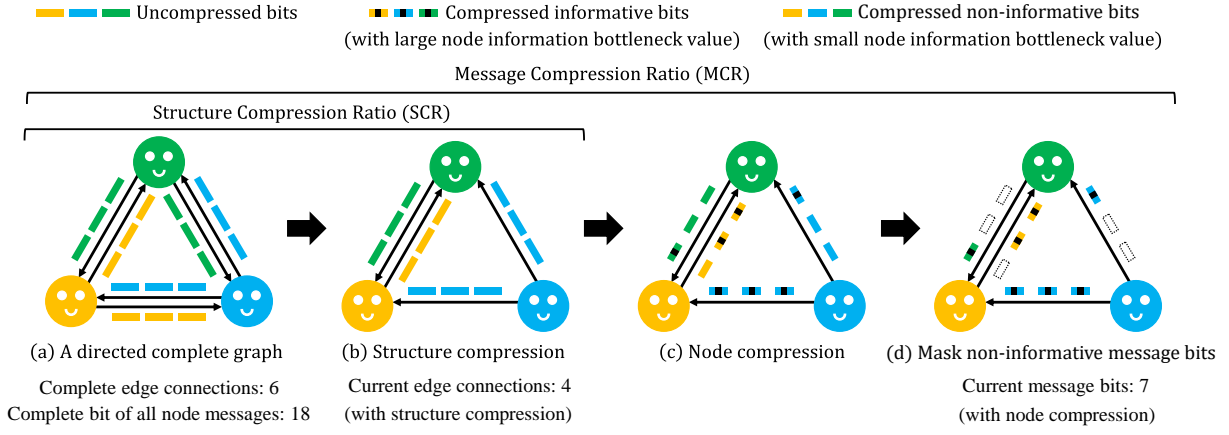 Uncompressed bits
Compressed informative bits
(with large node information bottleneck value)
Compressed non-informative bits
(with small node information bottleneck value)
Message Compression Ratio (MCR)
Structure Compression Ratio (SCR)
(a) A directed complete graph
Complete edge connections: 6
Complete bit of all node messages: 18
(b) Structure compression
Current edge connections: 4
(with structure compression)
(c) Node compression
(d) Mask non-informative message bits
Current message bits: 7
(with node compression)